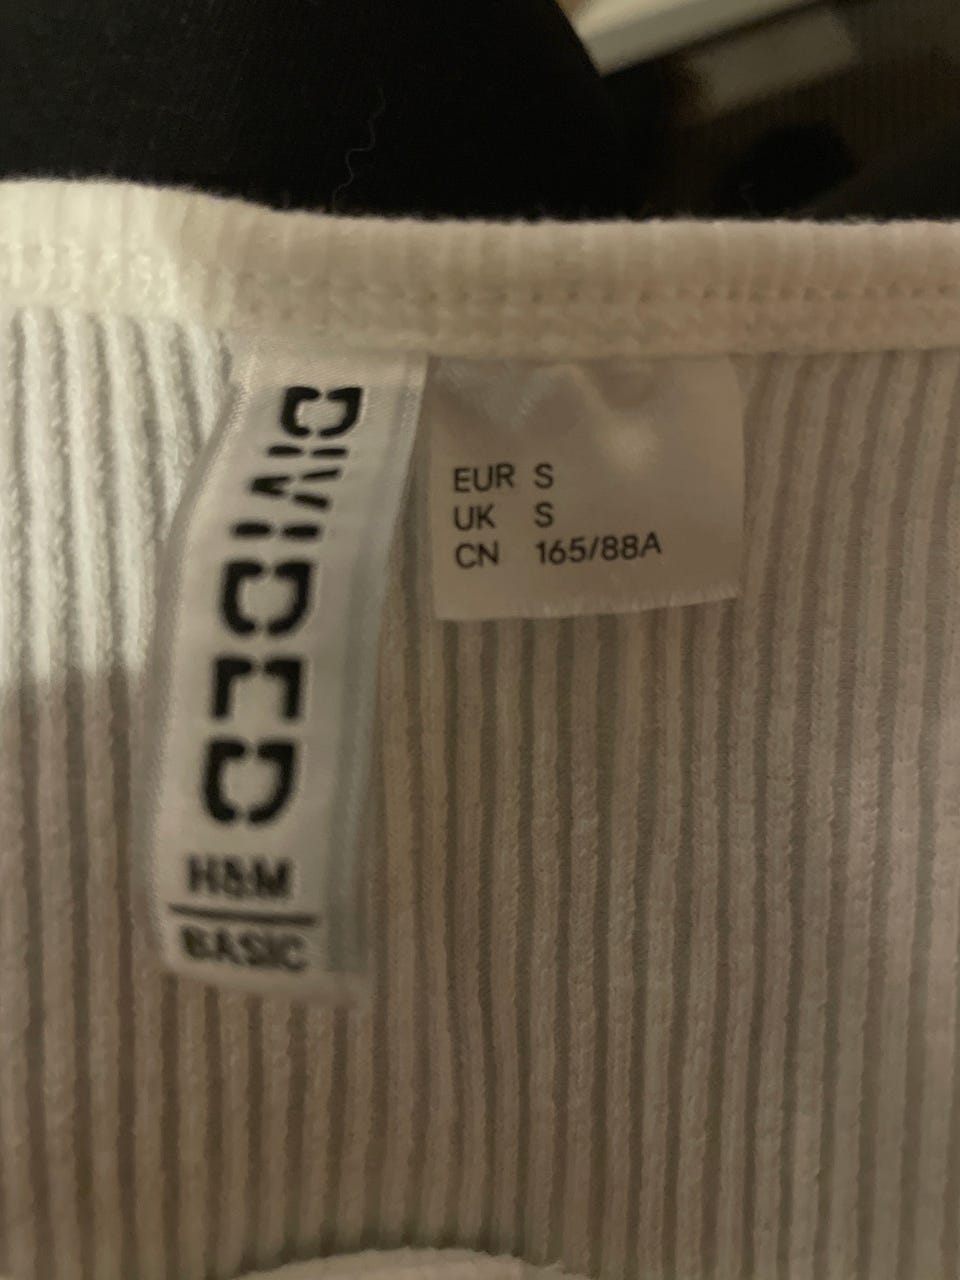 DIVIDED
H&M
BASIC
EUR S
UK S
CN 165/88A